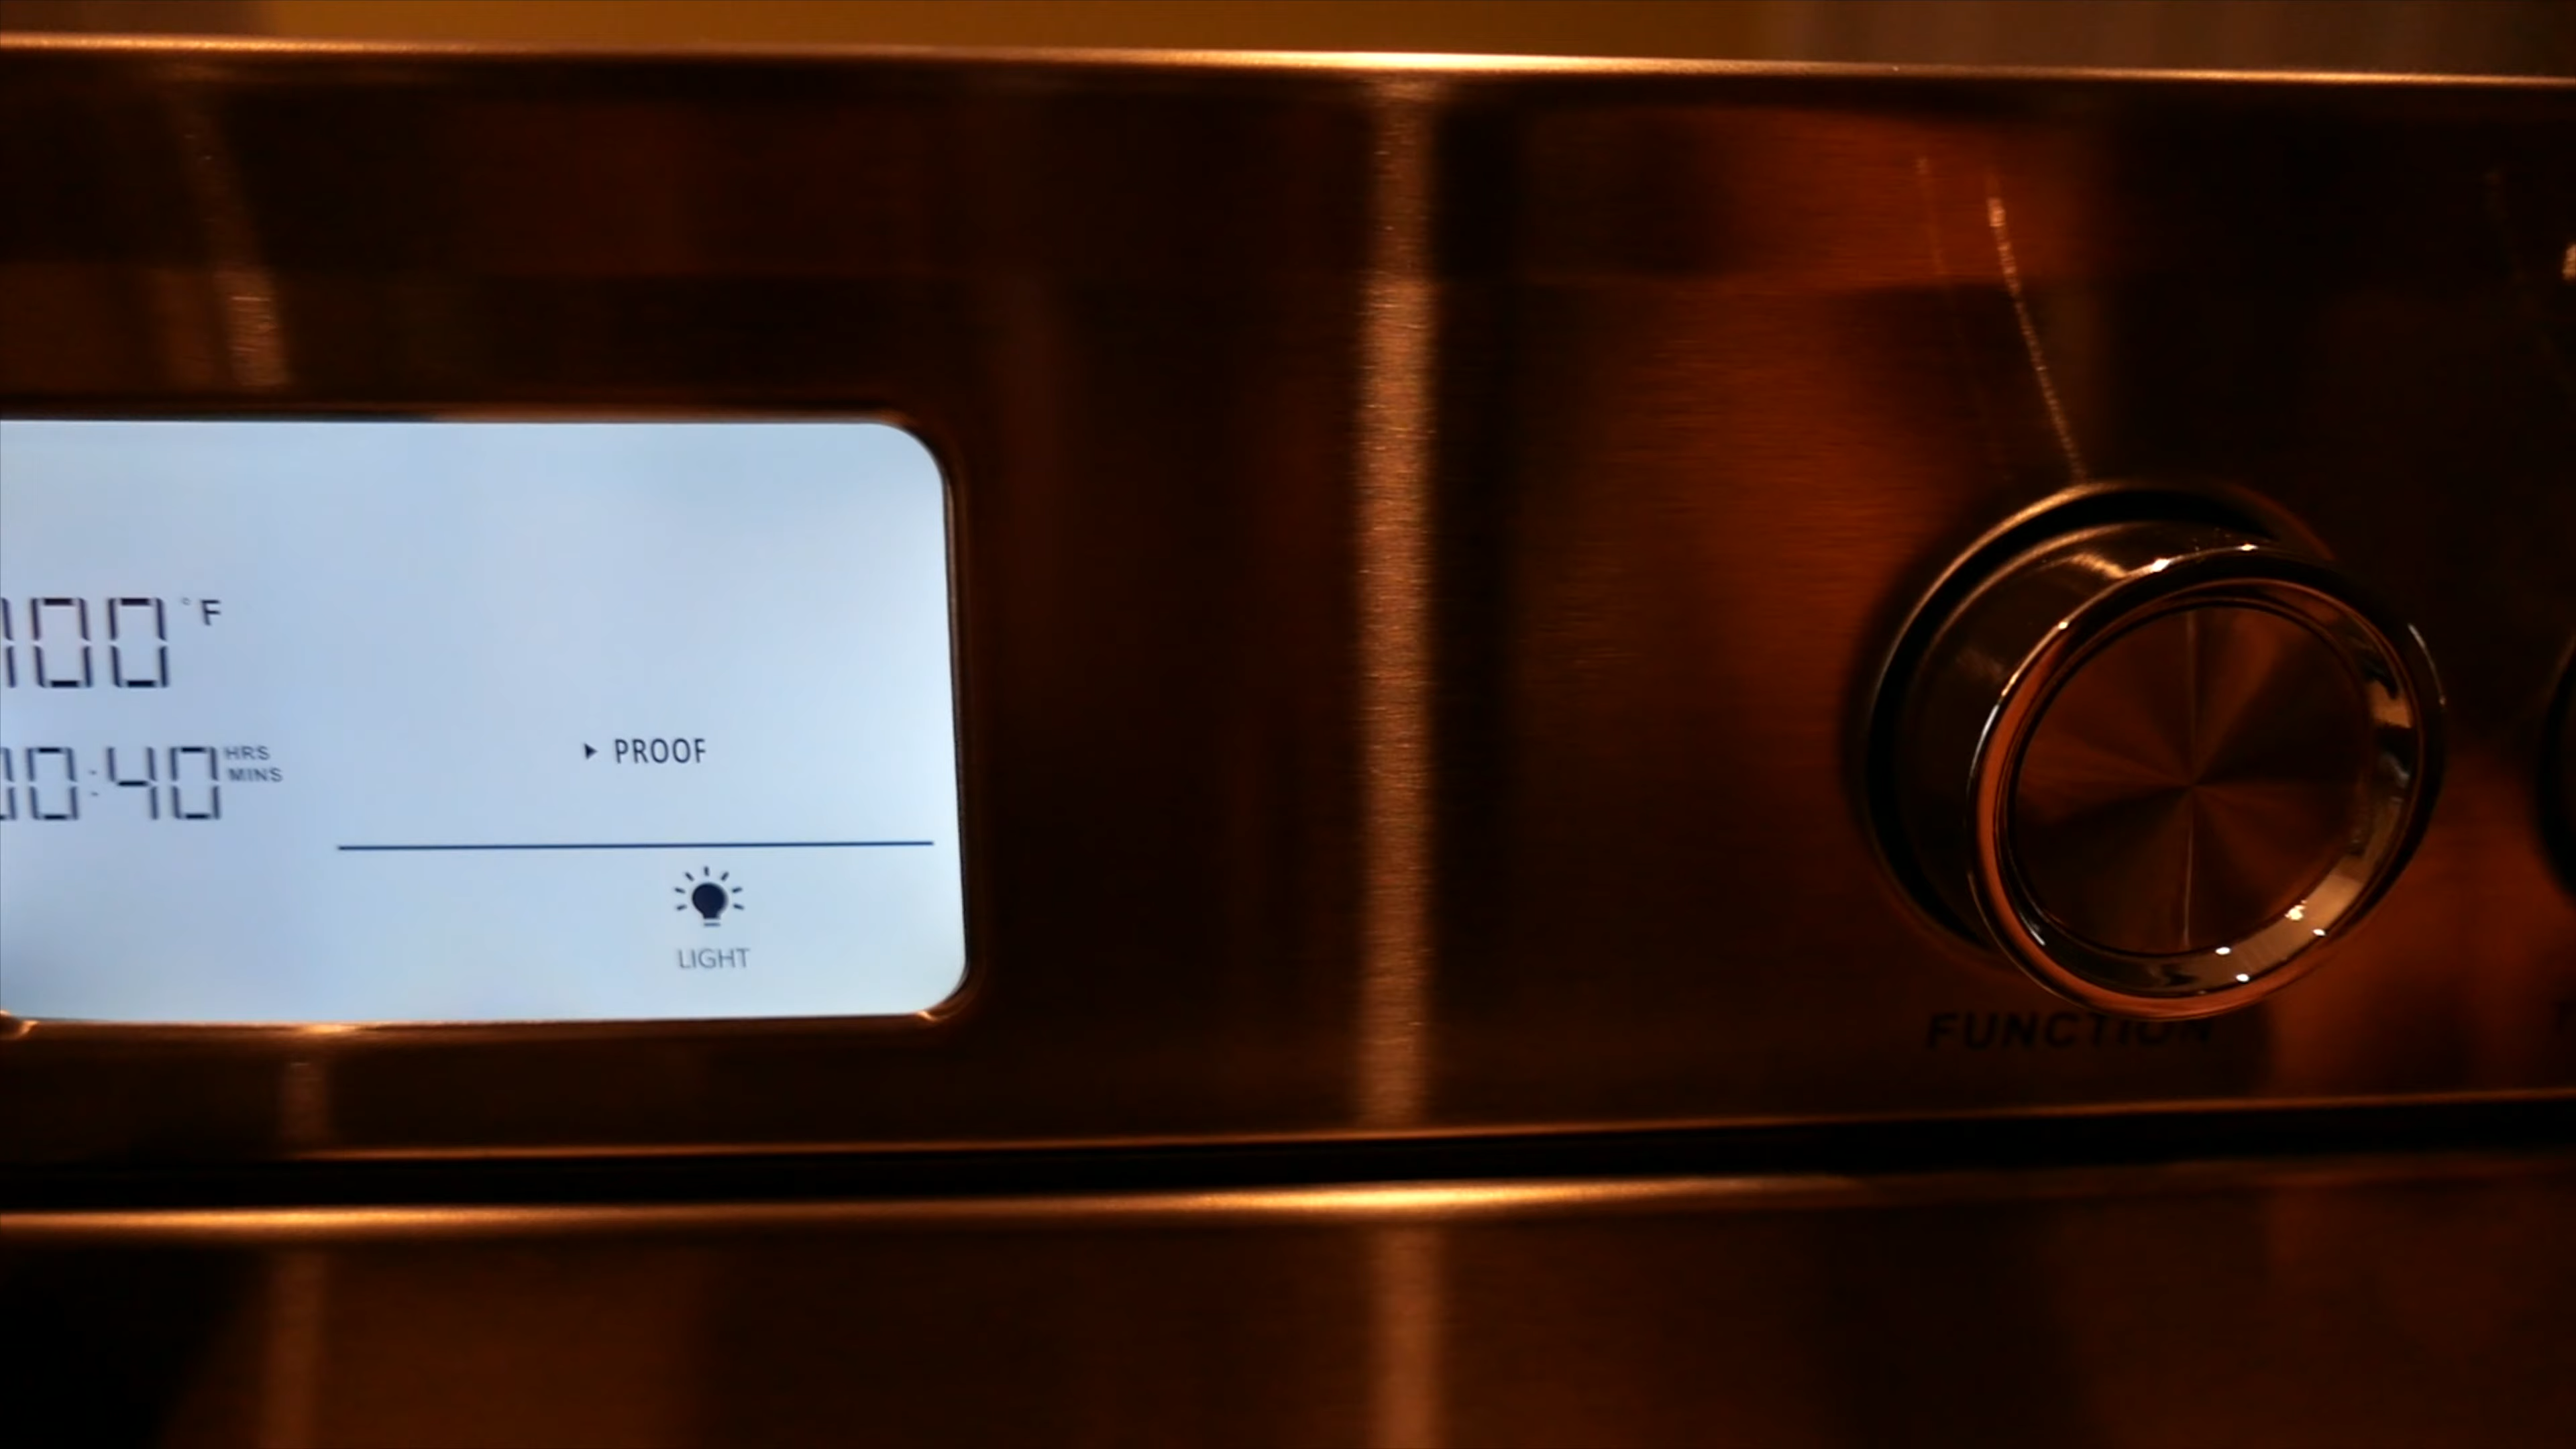 100 °F
00:40 HRS MINS
▸ PROOF
LIGHT
FUNCTION